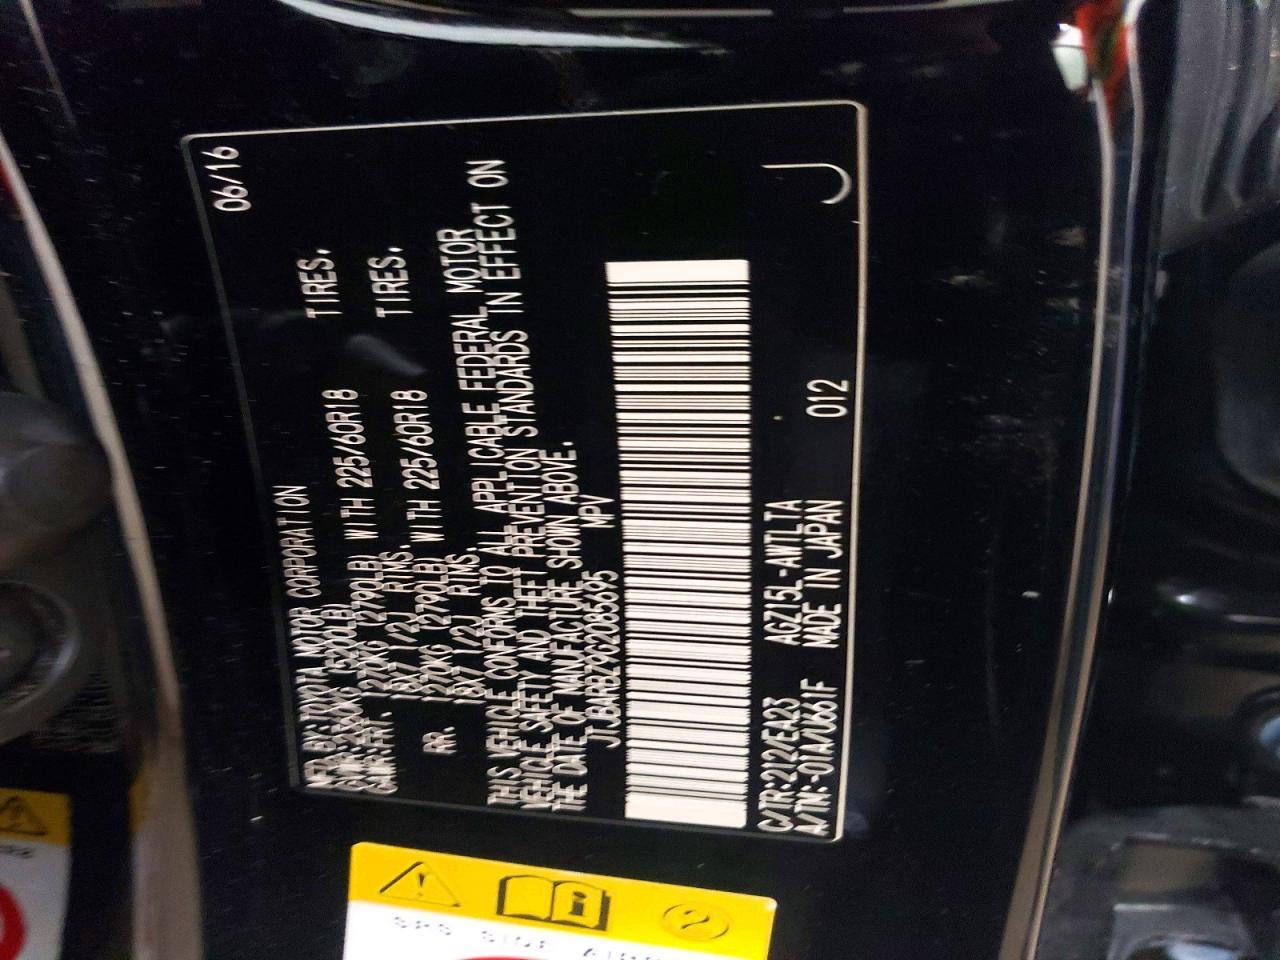 06/16
MFD. BY: TOYOTA MOTOR CORPORATION
WITH 225/60R18 TIRES.
18X7 1/2J RIMS.
RR. 1270KG (2790LB) WITH 225/60R18 TIRES.
18X7 1/2J RIMS.
THIS VEHICLE CONFORMS TO ALL APPLICABLE FEDERAL MOTOR
VEHICLE SAFETY AND THEFT PREVENTION STANDARDS IN EFFECT ON
THE DATE OF MANUFACTURE SHOWN ABOVE.
MPV
C/TR:212/EA23 AGZ15L-AWTLTA
A/TM:-01A/U661F MADE IN JAPAN 012
J